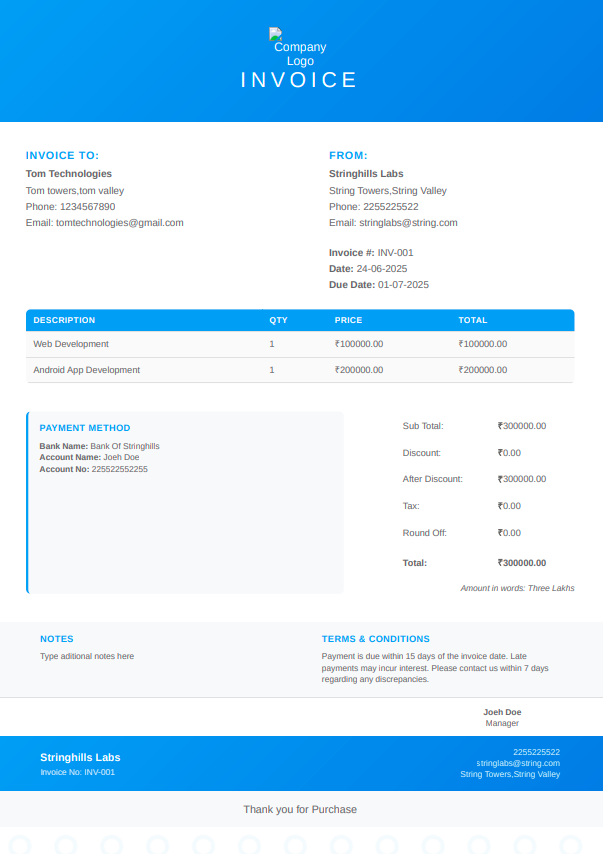 Company
Logo
INVOICE
INVOICE TO:
Tom Technologies
Tom towers,tom valley
Phone: 1234567890
Email: tomtechnologies@gmail.com
FROM:
Stringhills Labs
String Towers,String Valley
Phone: 2255225522
Email: stringlabs@string.com
Invoice #: INV-001
Date: 24-06-2025
Due Date: 01-07-2025
DESCRIPTION QTY PRICE TOTAL
Web Development 1 ₹100000.00 ₹100000.00
Android App Development 1 ₹200000.00 ₹200000.00
PAYMENT METHOD
Bank Name: Bank Of Stringhills
Account Name: Joeh Doe
Account No: 225522552255
Sub Total: ₹300000.00
Discount: ₹0.00
After Discount: ₹300000.00
Tax: ₹0.00
Round Off: ₹0.00
Total: ₹300000.00
Amount in words: Three Lakhs
NOTES
Type aditional notes here
TERMS & CONDITIONS
Payment is due within 15 days of the invoice date. Late
payments may incur interest. Please contact us within 7 days
regarding any discrepancies.
Joeh Doe
Manager
Stringhills Labs
Invoice No: INV-001
2255225522
stringlabs@string.com
String Towers,String Valley
Thank you for Purchase